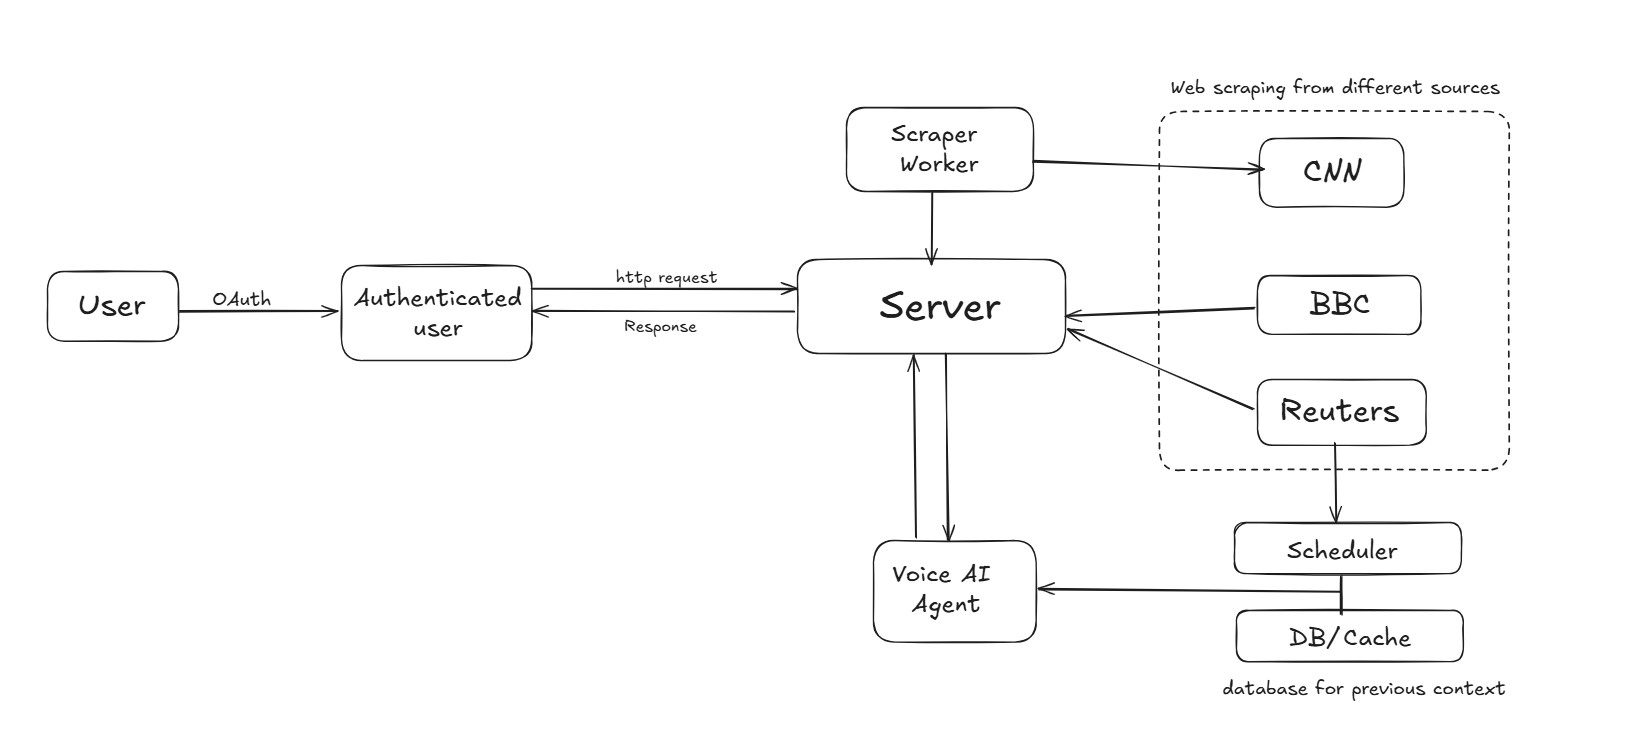 Web scraping from different sources
Scraper
Worker
CNN
User
OAuth
Authenticated
user
http request
Response
Server
BBC
Reuters
Voice AI
Agent
Scheduler
DB/Cache
database for previous context